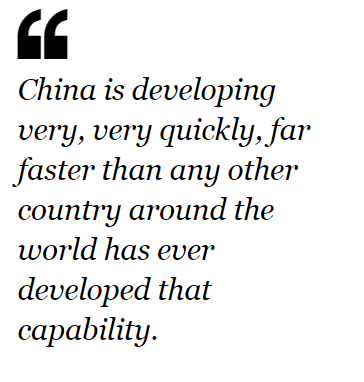 “
China is developing
very, very quickly, far
faster than any other
country around the
world has ever
developed that
capability.